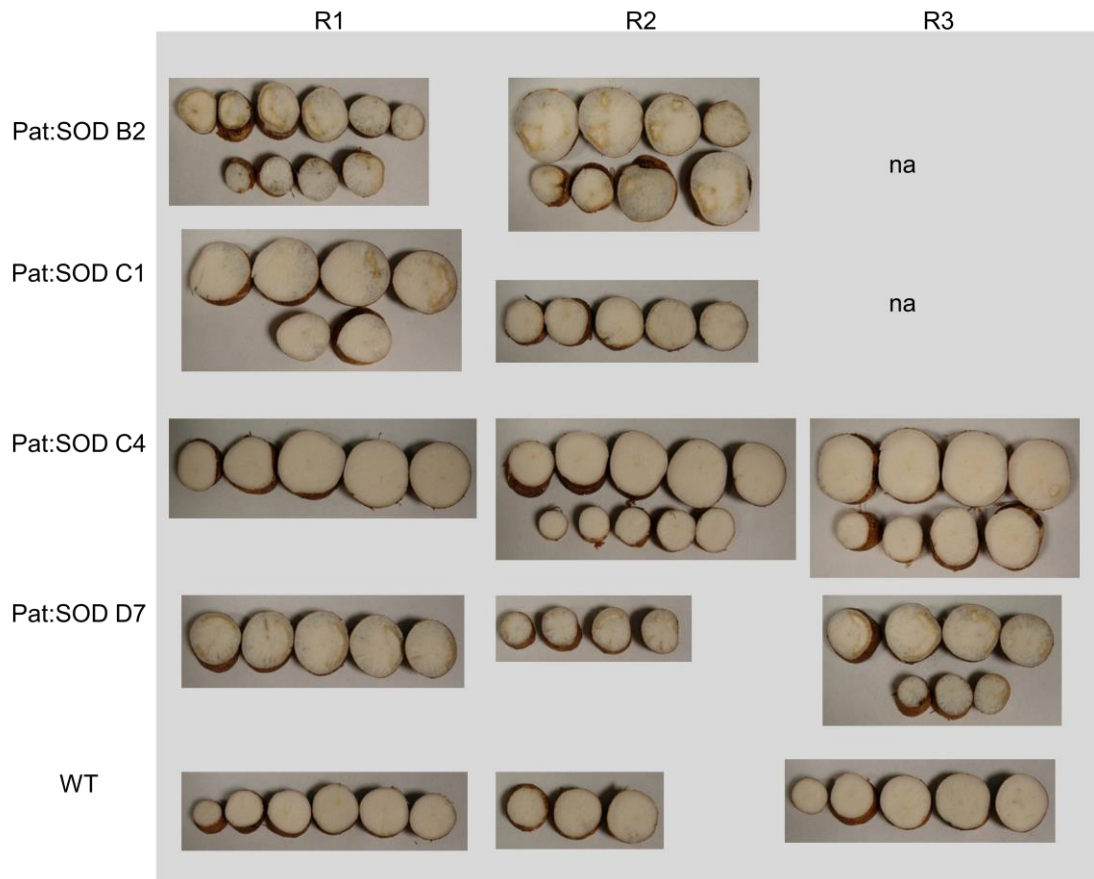 R1 R2 R3
Pat:SOD B2
na
Pat:SOD C1
na
Pat:SOD C4
Pat:SOD D7
WT